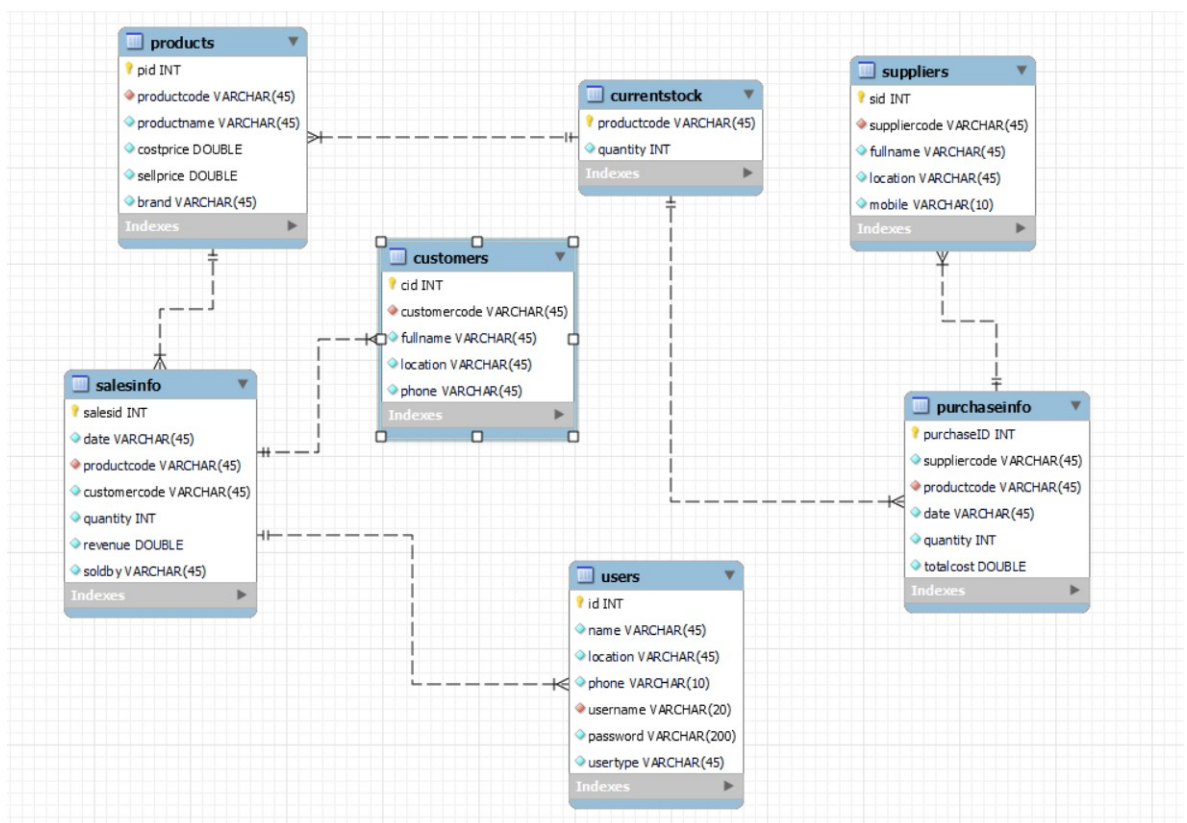 products
pid INT
productcode VARCHAR(45)
productname VARCHAR(45)
costprice DOUBLE
sellprice DOUBLE
brand VARCHAR(45)
Indexes
currentstock
productcode VARCHAR(45)
quantity INT
Indexes
suppliers
sid INT
suppliercode VARCHAR(45)
fullname VARCHAR(45)
location VARCHAR(45)
mobile VARCHAR(10)
Indexes
customers
cid INT
customercode VARCHAR(45)
fullname VARCHAR(45)
location VARCHAR(45)
phone VARCHAR(45)
Indexes
salesinfo
salesid INT
date VARCHAR(45)
productcode VARCHAR(45)
customercode VARCHAR(45)
quantity INT
revenue DOUBLE
soldby VARCHAR(45)
Indexes
purchaseinfo
purchaseID INT
suppliercode VARCHAR(45)
productcode VARCHAR(45)
date VARCHAR(45)
quantity INT
totalcost DOUBLE
Indexes
users
id INT
name VARCHAR(45)
location VARCHAR(45)
phone VARCHAR(10)
username VARCHAR(20)
password VARCHAR(200)
usertype VARCHAR(45)
Indexes